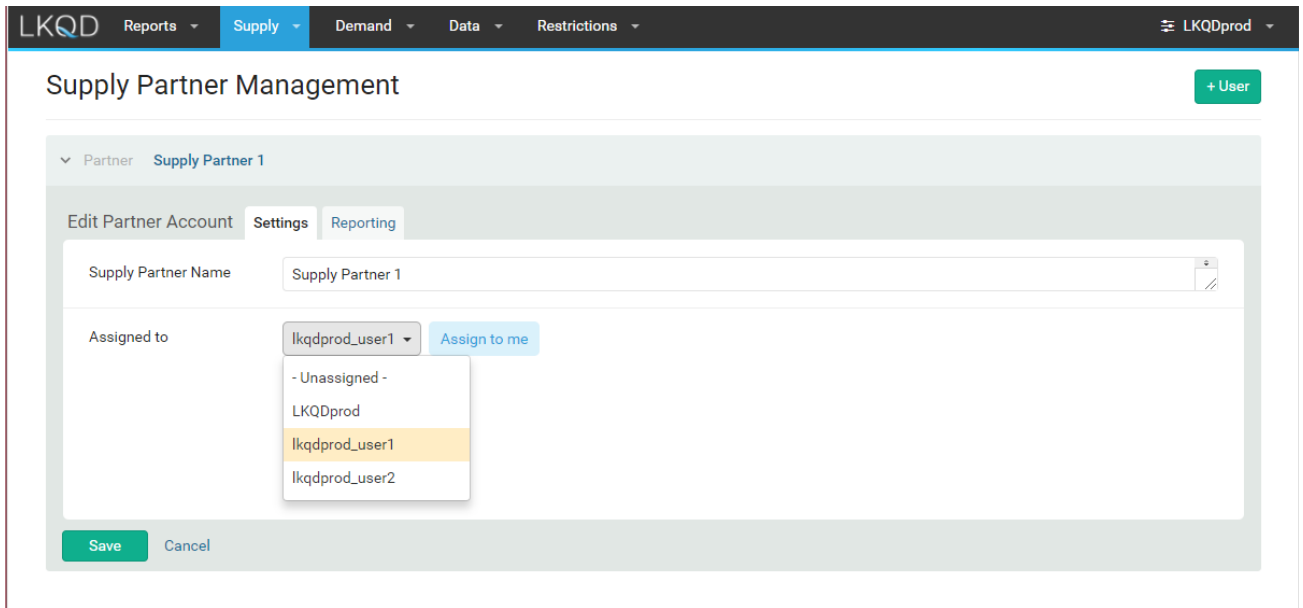 LKQD Reports Supply Demand Data Restrictions LKQDprod
Supply Partner Management
+ User
Partner Supply Partner 1
Edit Partner Account Settings Reporting
Supply Partner Name Supply Partner 1
Assigned to lkqdprod_user1 Assign to me
- Unassigned -
LKQDprod
lkqdprod_user1
lkqdprod_user2
Save Cancel